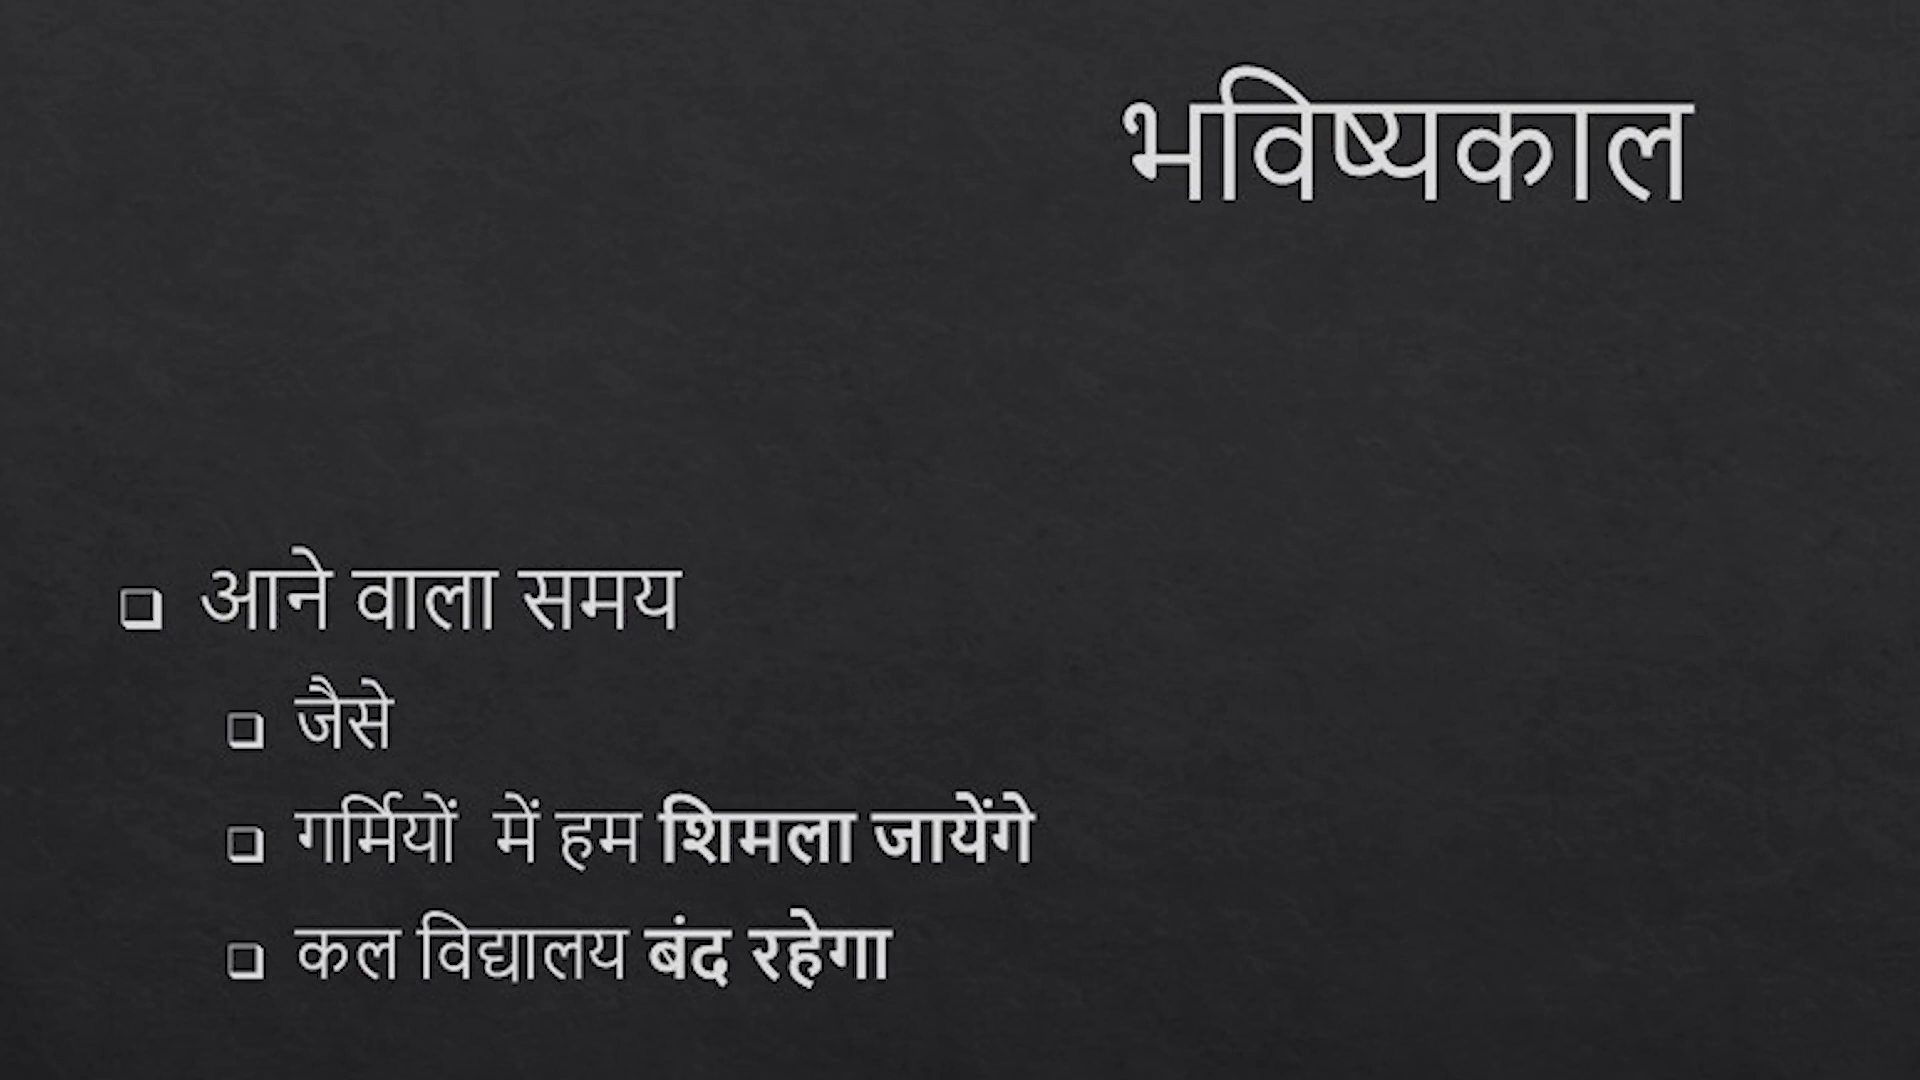 भविष्यकाल
आने वाला समय
जैसे
गर्मियों में हम शिमला जायेंगे
कल विद्यालय बंद रहेगा